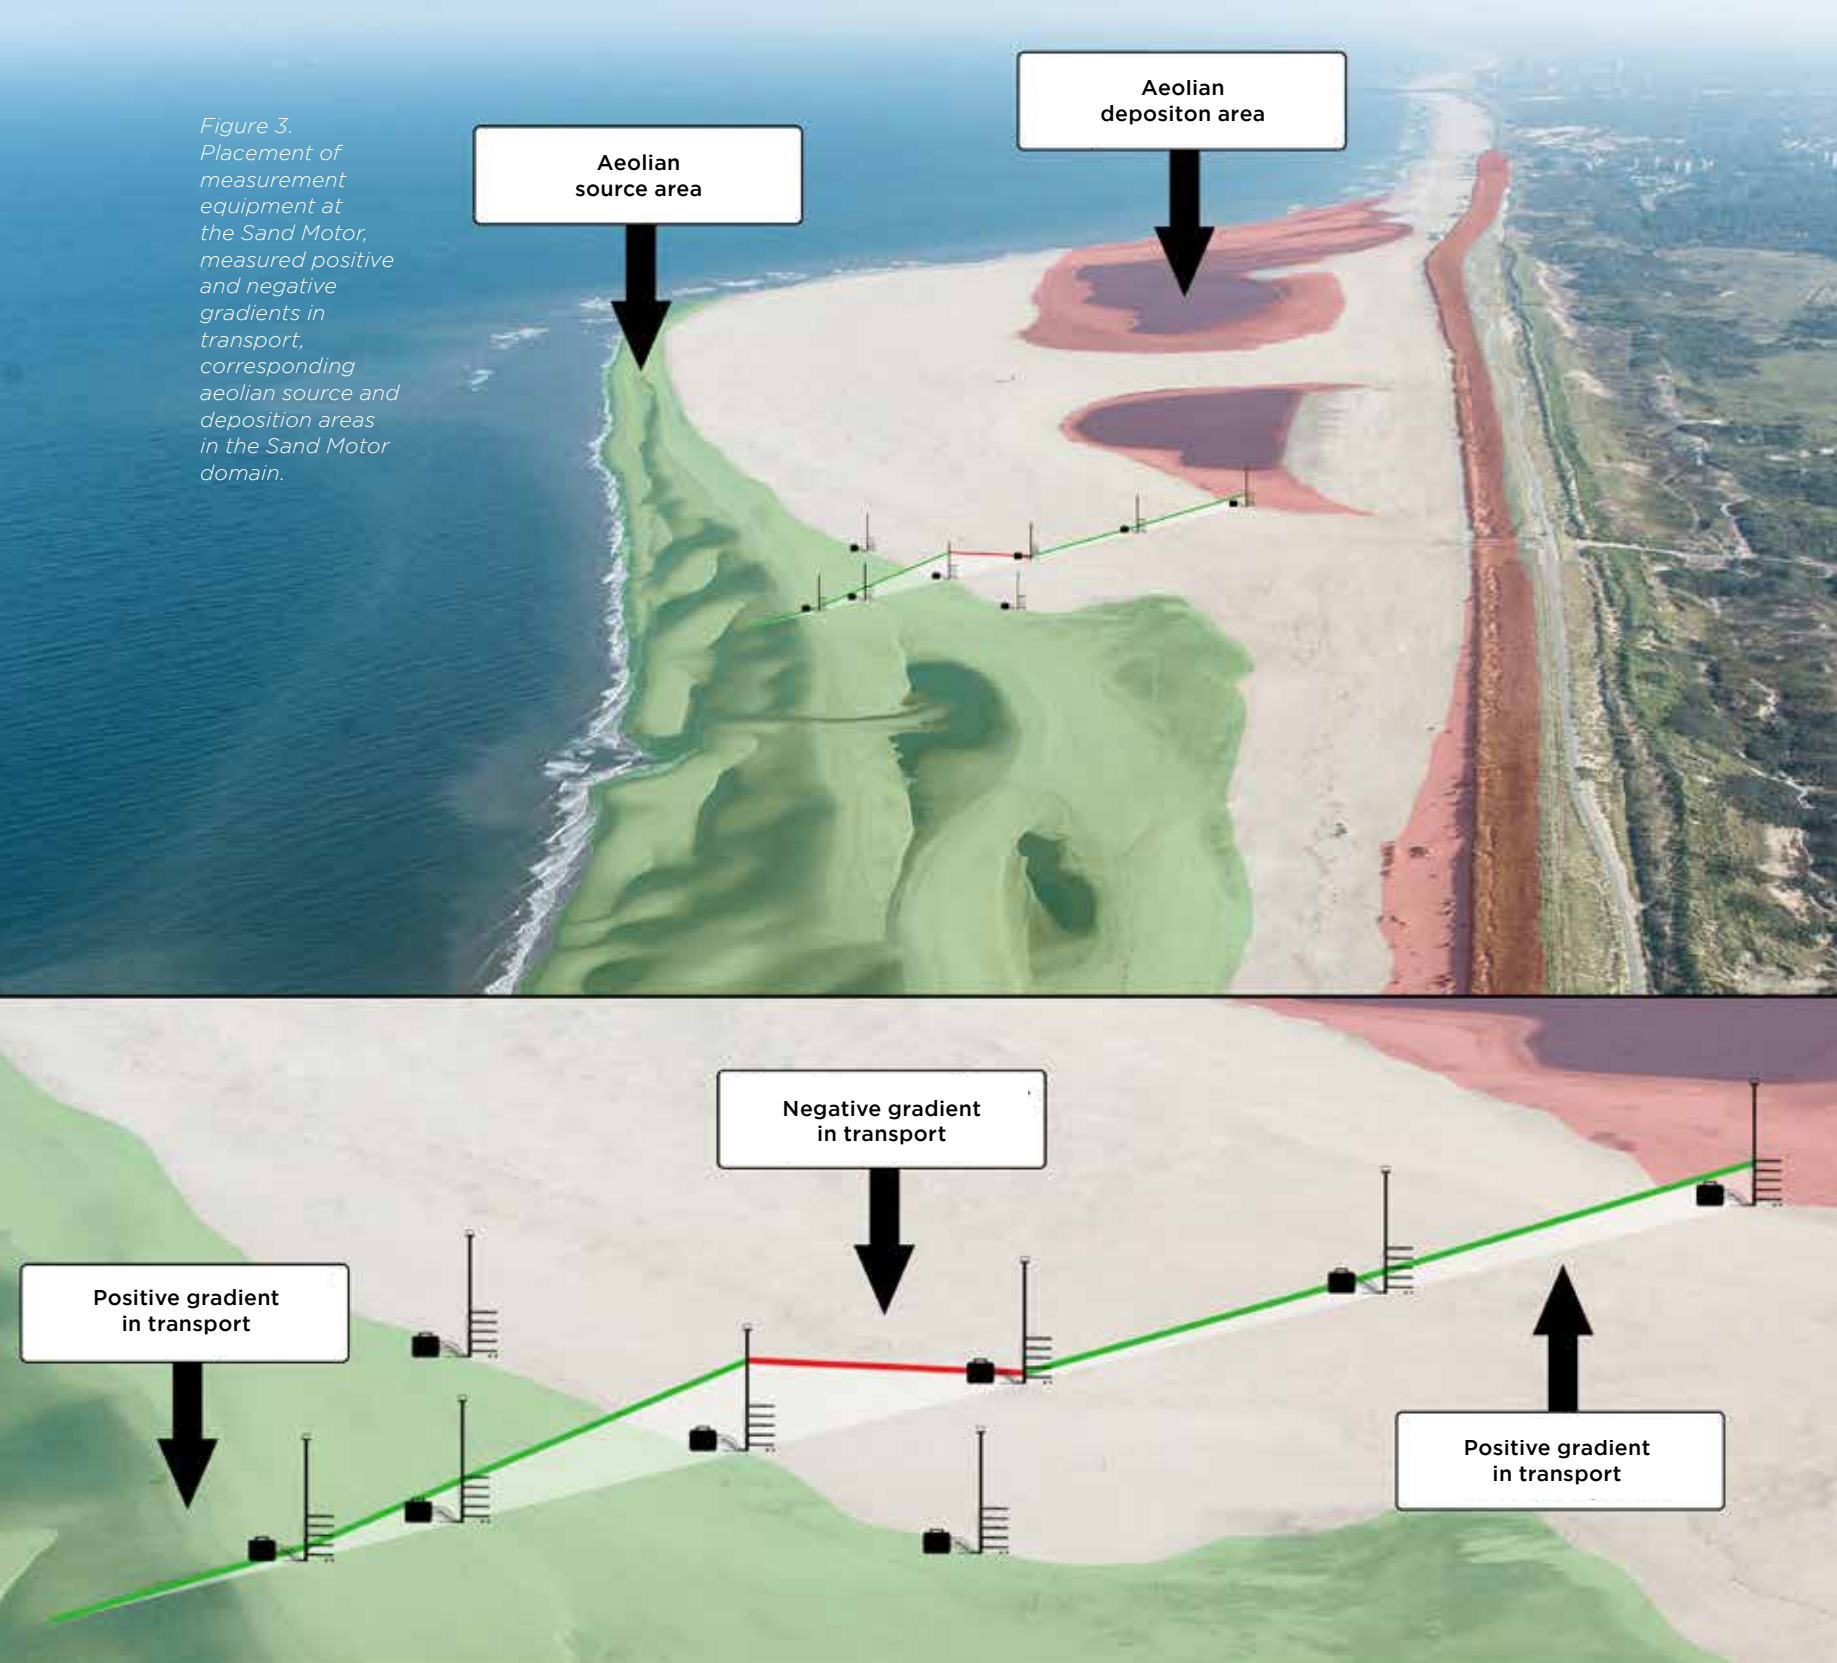 Figure 3.
Placement of
measurement
equipment at
the Sand Motor,
measured positive
and negative
gradients in
transport,
corresponding
aeolian source and
deposition areas
in the Sand Motor
domain.
Aeolian
source area
Aeolian
depositon area
Negative gradient
in transport
Positive gradient
in transport
Positive gradient
in transport